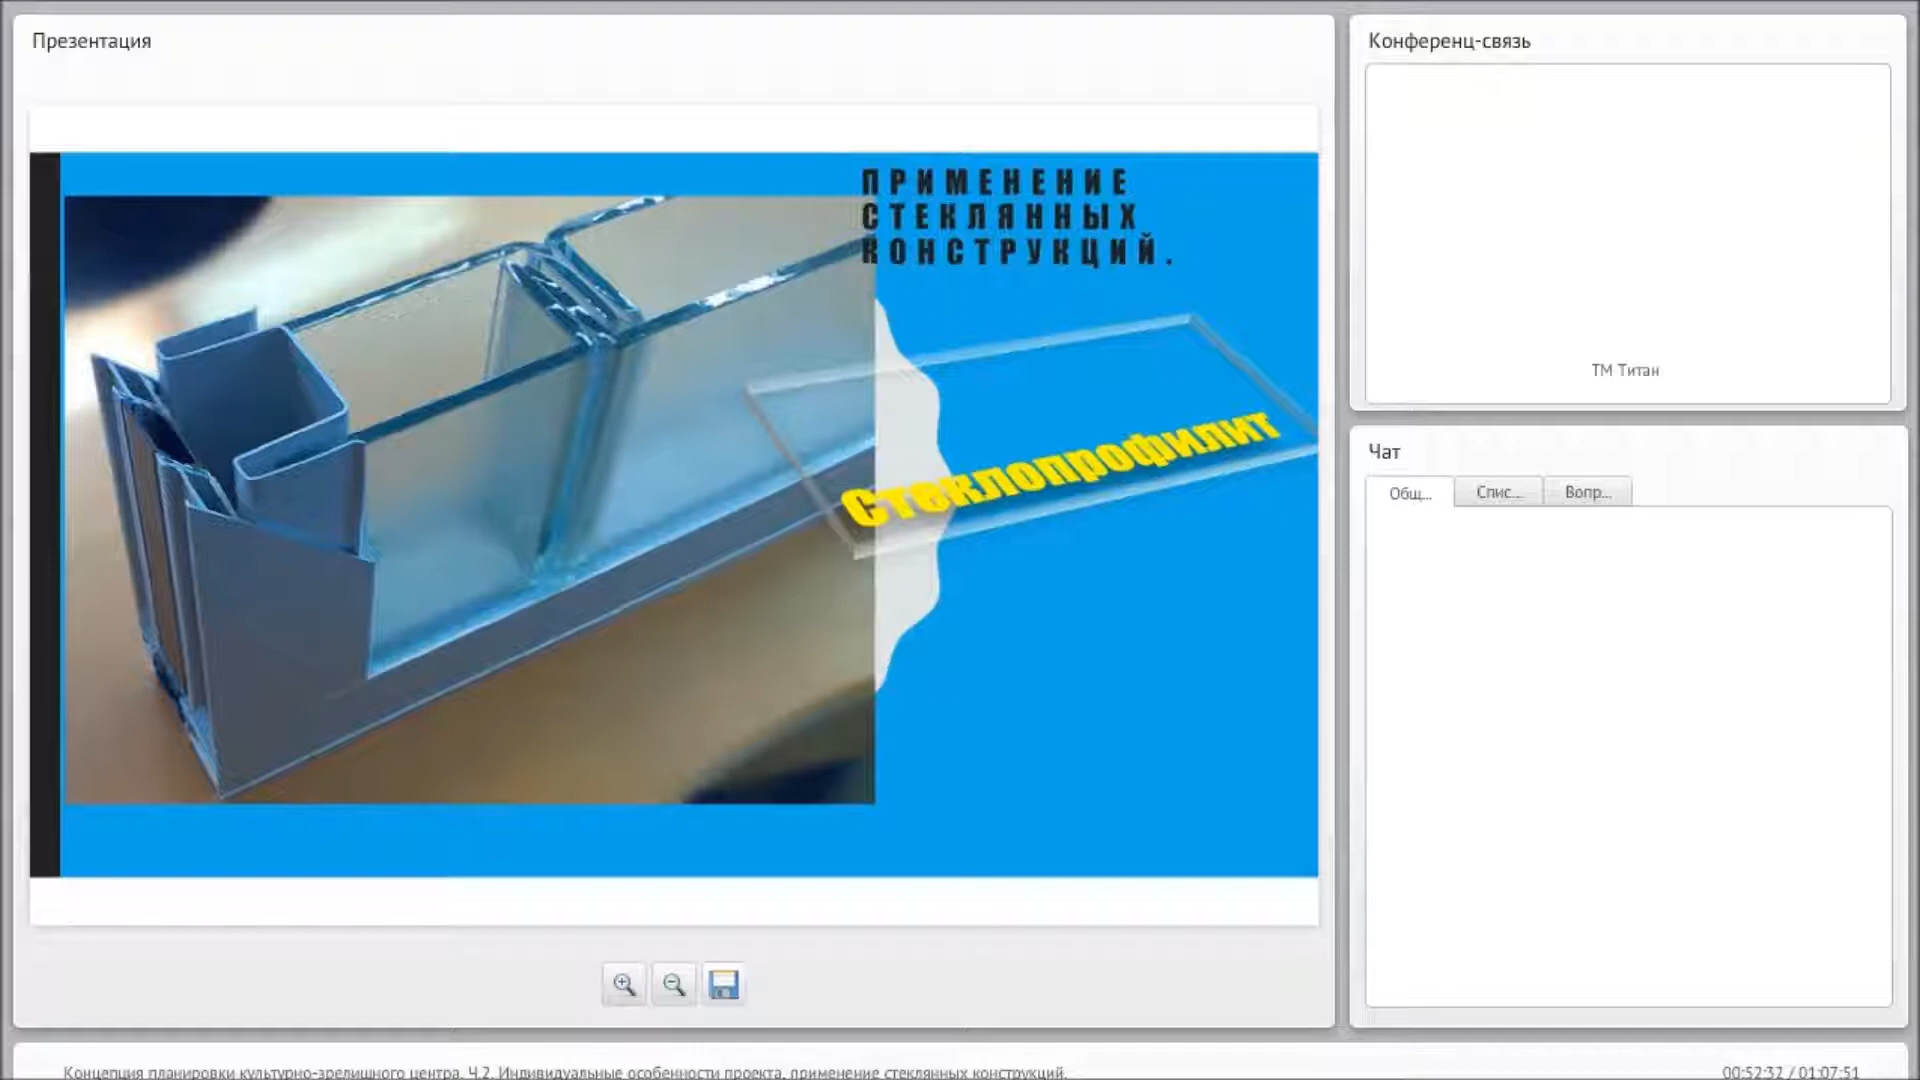 Презентация
ПРИМЕНЕНИЕ
СТЕКЛЯННЫХ
КОНСТРУКЦИЙ.
Стеклопрофилит
Конференц-связь
ТМ Титан
Чат
Общ...
Спис...
Вопр...
Концепция планировки культурно-зрелищного центра. Ч.2. Индивидуальные особенности проекта, применение стеклянных конструкций.
00:52:32 / 01:07:51